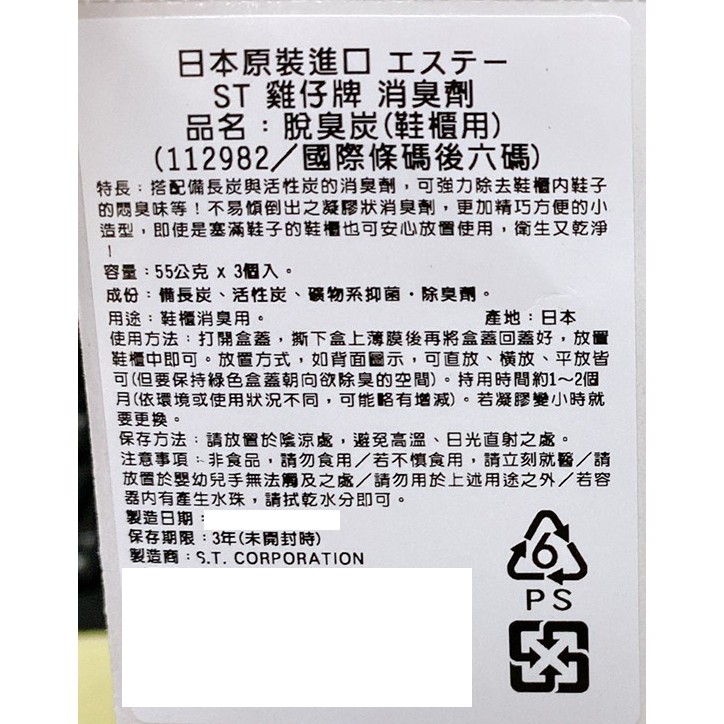 日本原裝進口 エステー
ST 雞仔牌 消臭劑
品名：脫臭炭(鞋櫃用)
(112982／國際條碼後六碼)
特長：搭配備長炭與活性炭的消臭劑，可強力除去鞋櫃內鞋子
的悶臭味等！不易傾倒出之凝膠狀消臭劑，更加精巧方便的小
造型，即使是塞滿鞋子的鞋櫃也可安心放置使用，衛生又乾淨
！
容量：55公克 x 3個入。
成份：備長炭、活性炭、礦物系抑菌・除臭劑。
用途：鞋櫃消臭用。 產地：日本
使用方法：打開盒蓋，撕下盒上薄膜後再將盒蓋回蓋好，放置
鞋櫃中即可。放置方式，如背面圖示，可直放、橫放、平放皆
可(但要保持綠色盒蓋朝向欲除臭的空間)。持用時間約1～2個
月(依環境或使用狀況不同，可能略有增減)。若凝膠變小時就
要更換。
保存方法：請放置於陰涼處，避免高溫、日光直射之處。
注意事項：非食品，請勿食用／若不慎食用，請立刻就醫／請
放置於嬰幼兒手無法觸及之處／請勿用於上述用途之外／若容
器內有產生水珠，請拭乾水分即可。
製造日期：
保存期限：3年(未開封時)
製造商：S.T. CORPORATION
6
PS